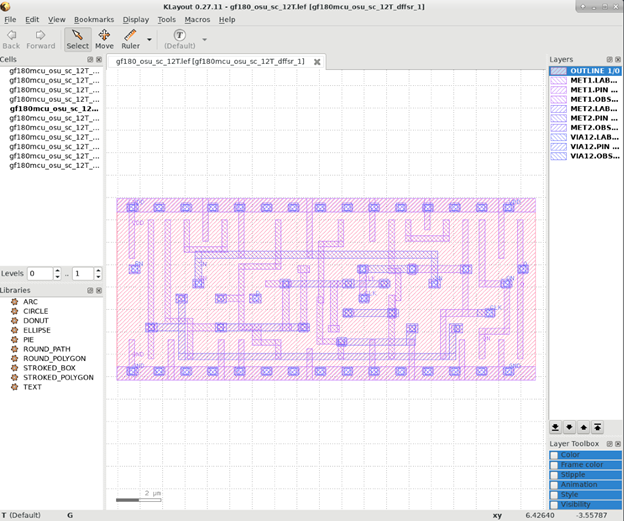 KLayout 0.27.11 - gf180_osu_sc_12T.lef [gf180mcu_osu_sc_12T_dffsr_1]
File Edit View Bookmarks Display Tools Macros Help
Back Forward Select Move Ruler (Default)
Cells
gf180_osu_sc_12T.lef [gf180mcu_osu_sc_12T_dffsr_1]
Layers
gf180mcu_osu_sc_12T_...
gf180mcu_osu_sc_12T_...
gf180mcu_osu_sc_12T_...
gf180mcu_osu_sc_12T_...
gf180mcu_osu_sc_12...
gf180mcu_osu_sc_12T_...
gf180mcu_osu_sc_12T_...
gf180mcu_osu_sc_12T_...
gf180mcu_osu_sc_12T_...
gf180mcu_osu_sc_12T_...
gf180mcu_osu_sc_12T_...
OUTLINE 1/0
MET1.LAB...
MET1.PIN ...
MET1.OBS...
MET2.LAB...
MET2.PIN ...
MET2.OBS...
VIA12.LAB...
VIA12.PIN ...
VIA12.OBS...
Levels 0 .. 1
Libraries
ARC
CIRCLE
DONUT
ELLIPSE
PIE
ROUND_PATH
ROUND_POLYGON
STROKED_BOX
STROKED_POLYGON
TEXT
2 µm
Layer Toolbox
Color
Frame color
Stipple
Animation
Style
Visibility
T (Default) G xy 6.42640 -3.55787